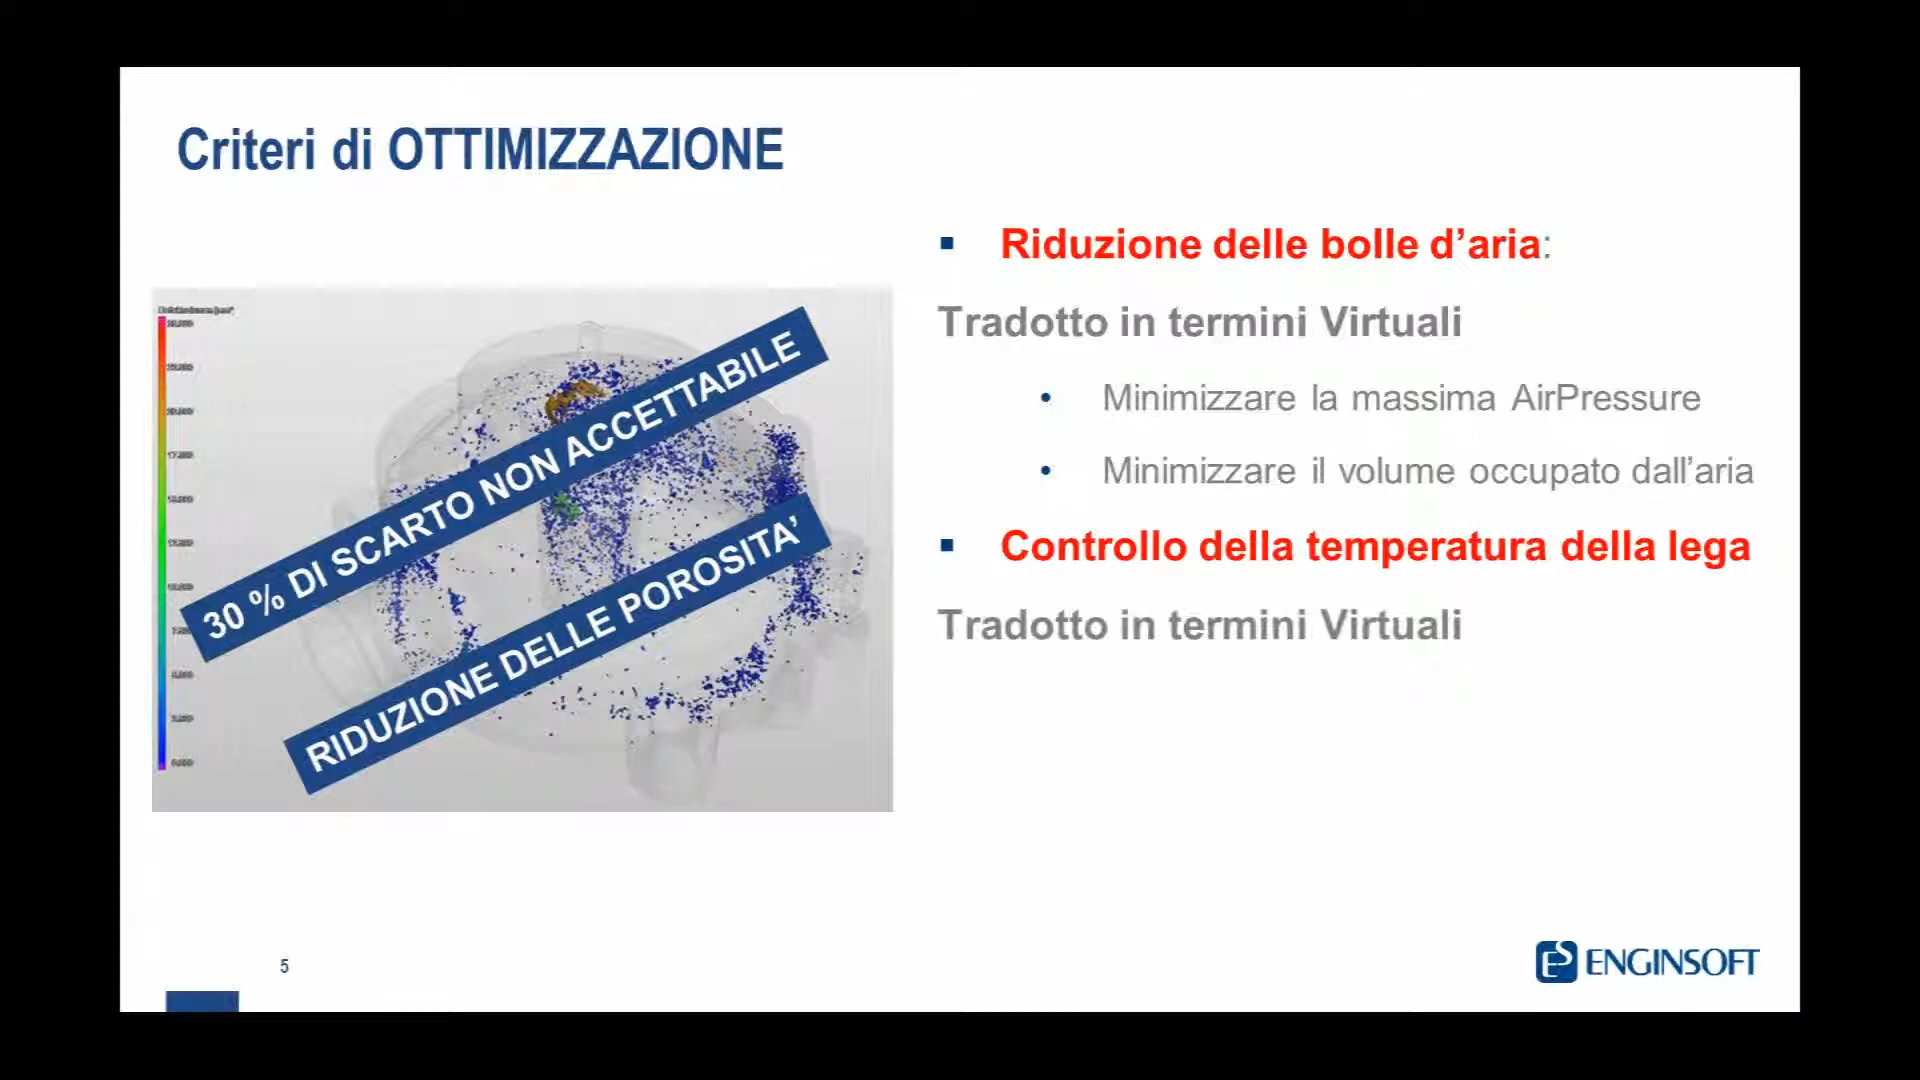 Criteri di OTTIMIZZAZIONE
30 % DI SCARTO NON ACCETTABILE
RIDUZIONE DELLE POROSITA’
▪ Riduzione delle bolle d’aria:
Tradotto in termini Virtuali
• Minimizzare la massima AirPressure
• Minimizzare il volume occupato dall’aria
▪ Controllo della temperatura della lega
Tradotto in termini Virtuali
5
ENGINSOFT